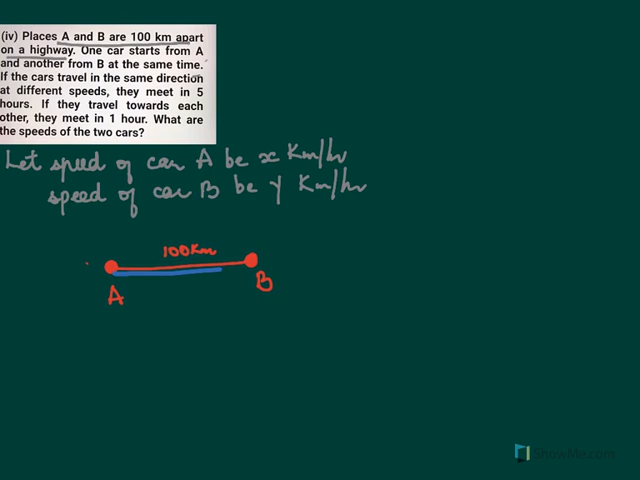 (iv) Places A and B are 100 km apart
on a highway. One car starts from A
and another from B at the same time.
If the cars travel in the same direction
at different speeds, they meet in 5
hours. If they travel towards each
other, they meet in 1 hour. What are
the speeds of the two cars?
Let speed of car A be x Km/hr
speed of car B be y Km/hr
100Km
A
B
ShowMa.com